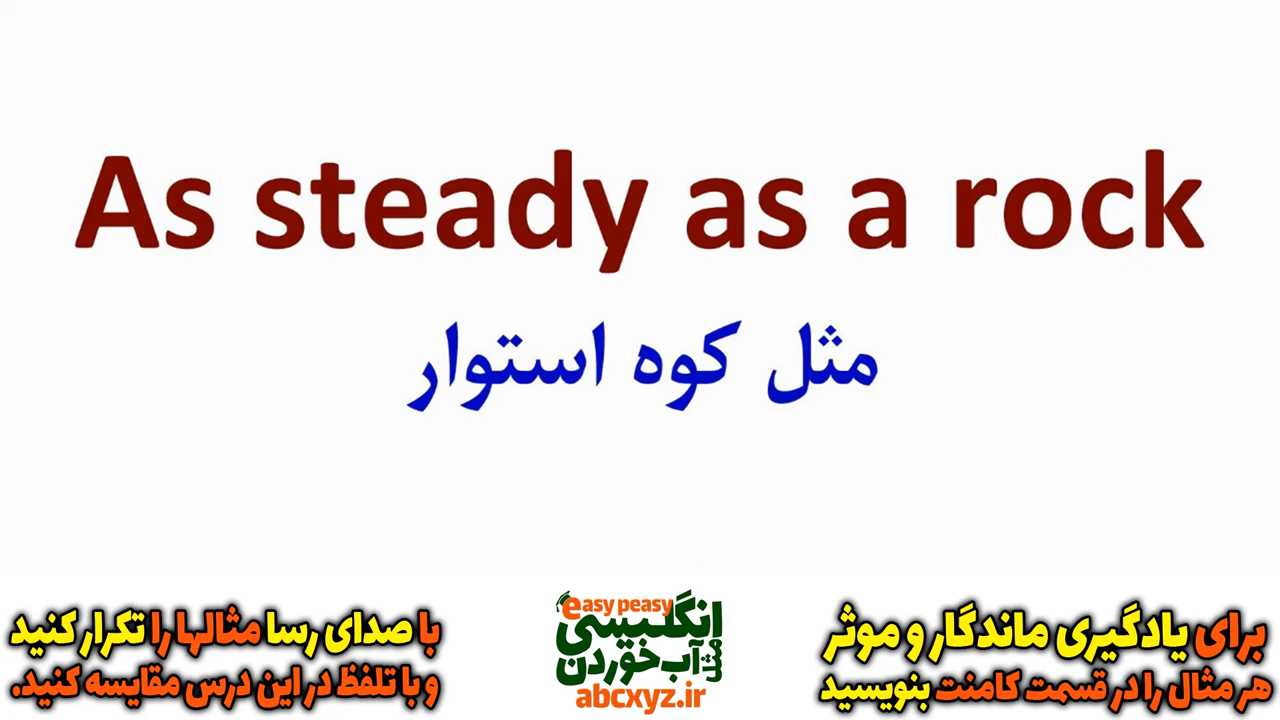 As steady as a rock
مثل کوه استوار
برای یادگیری ماندگار و موثر
هر مثال را در قسمت کامنت بنویسید
easy peasy
انگلیسی
مثل آب خوردن
abcxyz.ir
با صدای رسا مثالها را تکرار کنید
و با تلفظ در این درس مقایسه کنید.